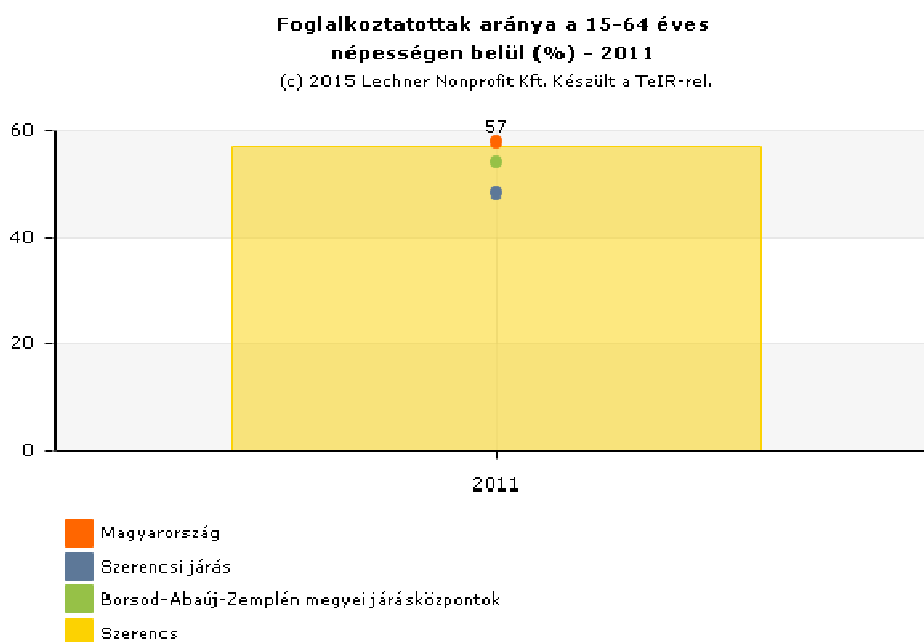 Foglalkoztatottak aránya a 15-64 éves
népességen belül (%) - 2011
(c) 2015 Lechner Nonprofit Kft. Készült a TeIR-rel.
60
57
40
20
0
2011
Magyarország
Szerencsi járás
Borsod-Abaúj-Zemplén megyei járásközpontok
Szerencs